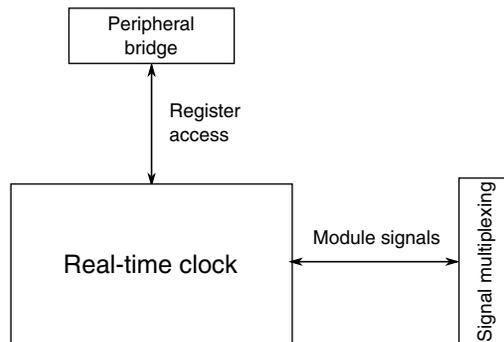 Peripheral
bridge
Register
access
Real-time clock
Module signals
Signal multiplexing